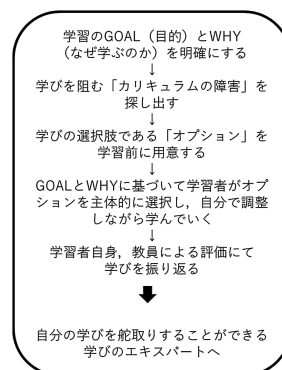 学習のGOAL（目的）とWHY
（なぜ学ぶのか）を明確にする
↓
学びを阻む「カリキュラムの障害」を
探し出す
↓
学びの選択肢である「オプション」を
学習前に用意する
↓
GOALとWHYに基づいて学習者がオプ
ションを主体的に選択し，自分で調整
しながら学んでいく
↓
学習者自身，教員による評価にて
学びを振り返る
自分の学びを舵取りすることができる
学びのエキスパートへ